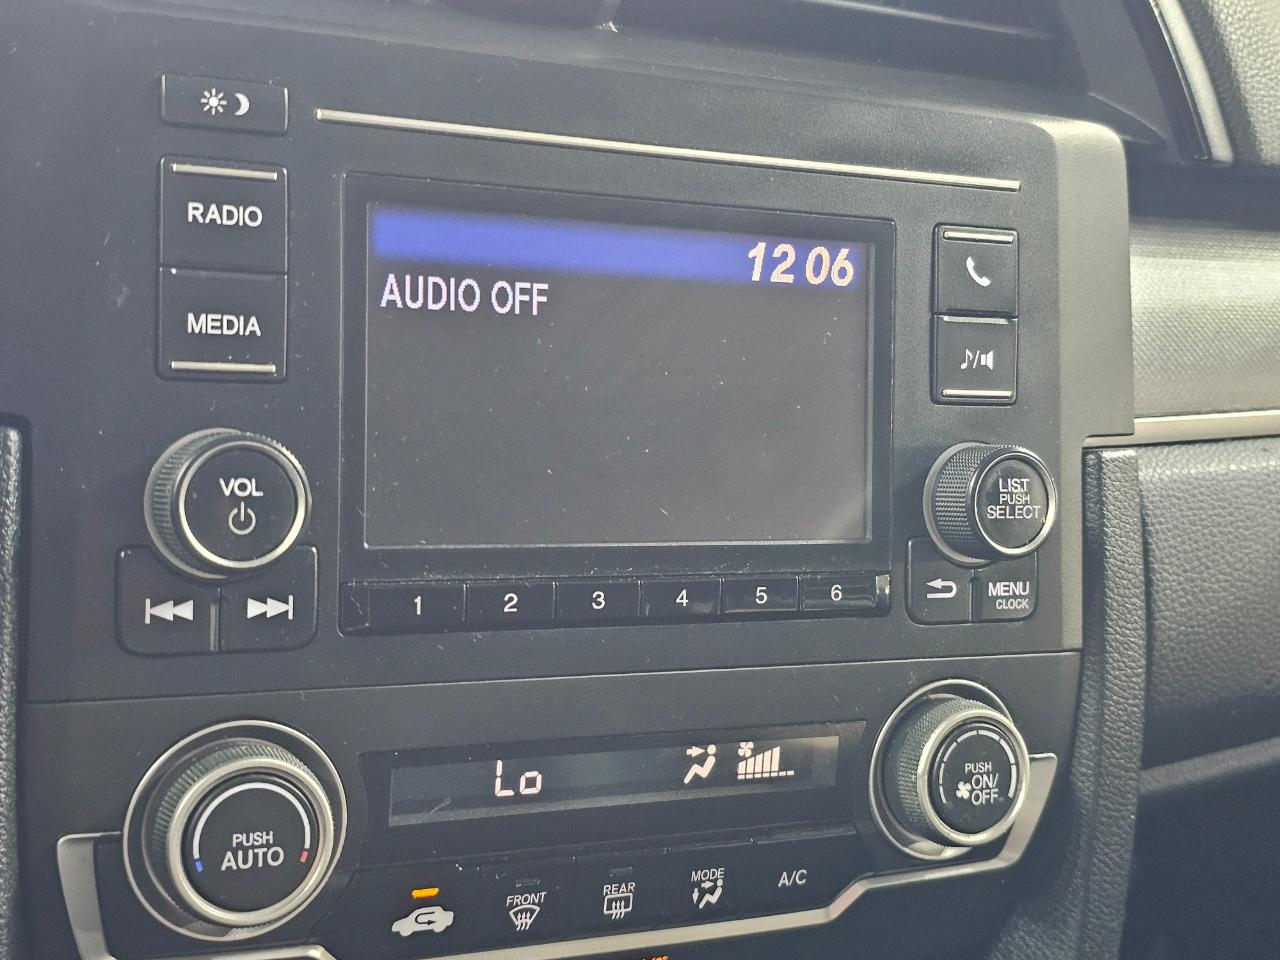 RADIO
MEDIA
12 06
AUDIO OFF
VOL
LIST
PUSH
SELECT
1 2 3 4 5 6
MENU
CLOCK
Lo
PUSH
AUTO
PUSH
ON/
OFF
FRONT
REAR
MODE
A/C